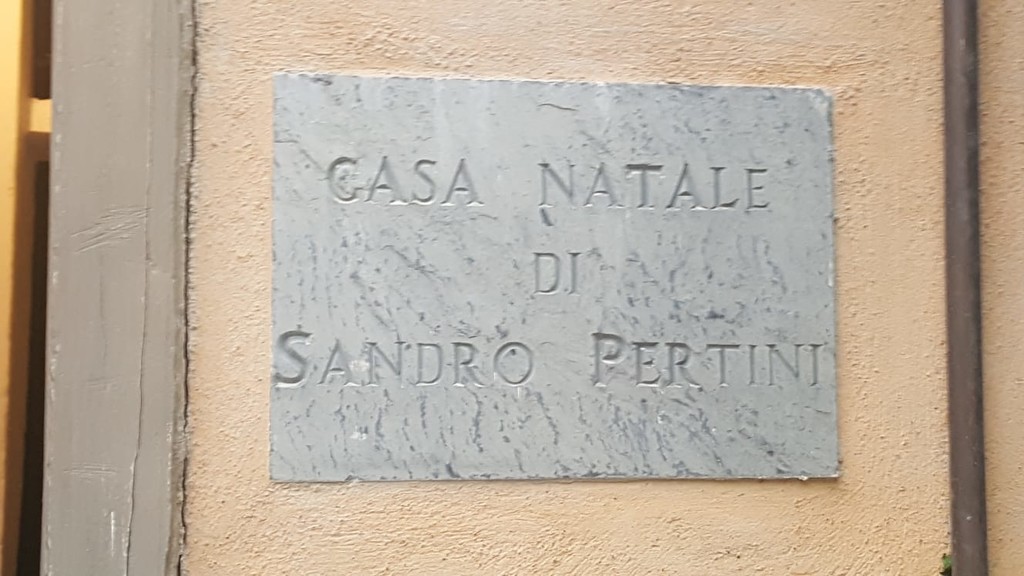 CASA NATALE
DI
SANDRO PERTINI